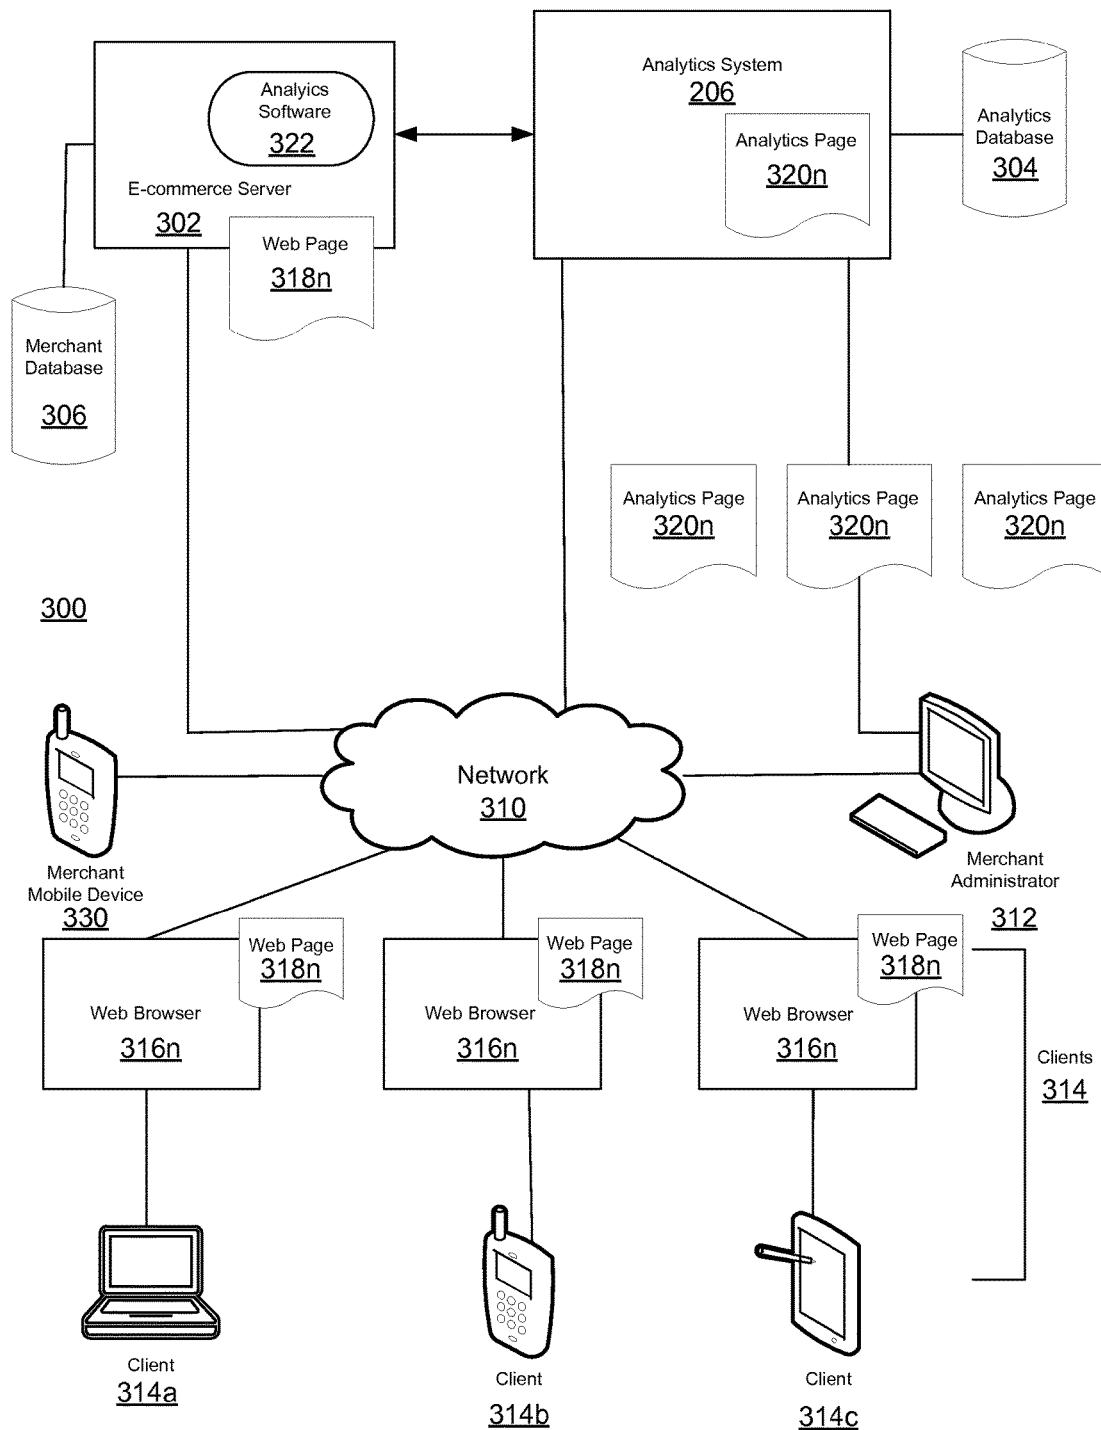 Analyics
Software
322
E-commerce Server
302
Web Page
318n
Analytics System
206
Analytics Page
320n
Analytics
Database
304
Merchant
Database
306
Analytics Page
320n
Analytics Page
320n
Analytics Page
320n
300
Network
310
Merchant
Mobile Device
330
Merchant
Administrator
312
Web Page
318n
Web Browser
316n
Web Page
318n
Web Browser
316n
Web Page
318n
Web Browser
316n
Clients
314
Client
314a
Client
314b
Client
314c